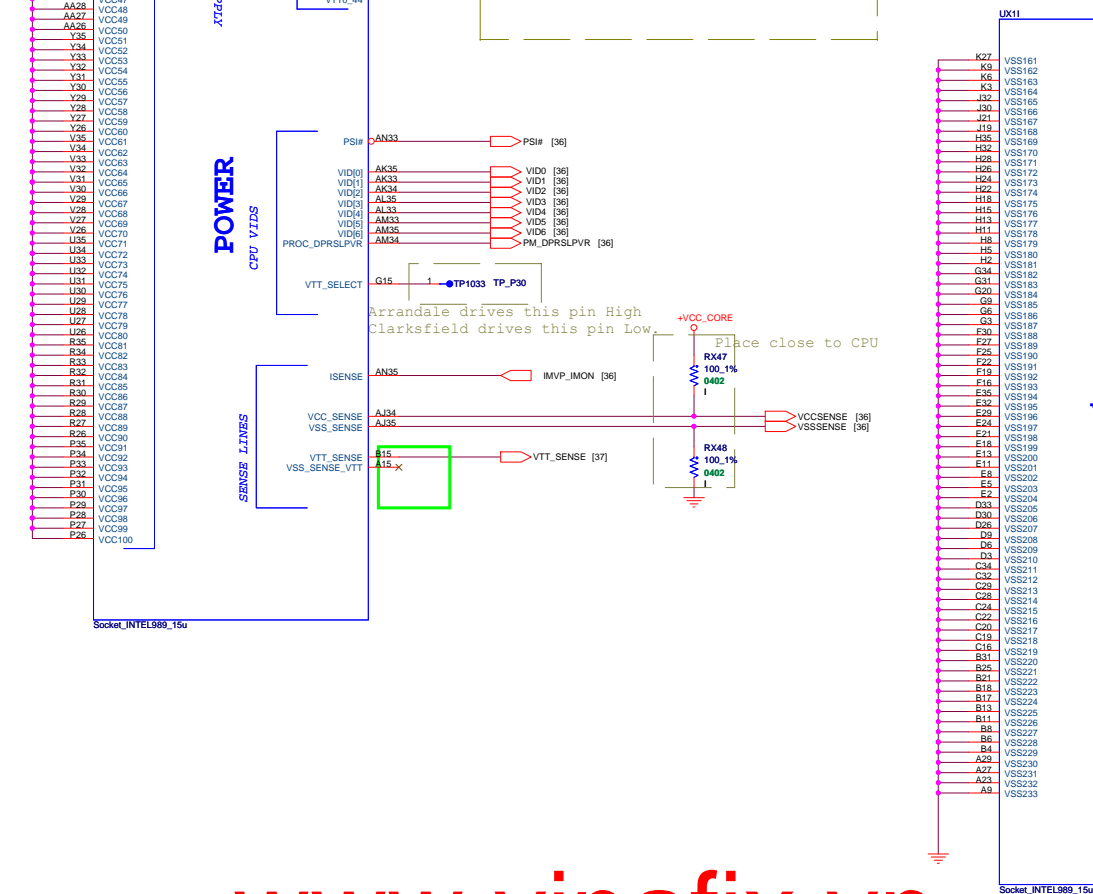 VCC47
VT10_44
PPLY
AA28 VCC48
AA27 VCC49
AA26 VCC50
Y35 VCC51
Y34 VCC52
Y33 VCC53
Y32 VCC54
Y31 VCC55
Y30 VCC56
Y29 VCC57
Y28 VCC58
Y27 VCC59
Y26 VCC60
V35 VCC61
V34 VCC62
V33 VCC63
V32 VCC64
V31 VCC65
V30 VCC66
V29 VCC67
V28 VCC68
V27 VCC69
V26 VCC70
U35 VCC71
U34 VCC72
U33 VCC73
U32 VCC74
U31 VCC75
U30 VCC76
U29 VCC77
U28 VCC78
U27 VCC79
U26 VCC80
R35 VCC81
R34 VCC82
R33 VCC83
R32 VCC84
R31 VCC85
R30 VCC86
R29 VCC87
R28 VCC88
R27 VCC89
R26 VCC90
P35 VCC91
P34 VCC92
P33 VCC93
P32 VCC94
P31 VCC95
P30 VCC96
P29 VCC97
P28 VCC98
P27 VCC99
P26 VCC100
Socket_INTEL989_15u
POWER
CPU VIDS
SENSE LINES
PSI# AN33 PSI# [36]
VID[0] AK35 VID0 [36]
VID[1] AK33 VID1 [36]
VID[2] AK34 VID2 [36]
VID[3] AL35 VID3 [36]
VID[4] AL33 VID4 [36]
VID[5] AM33 VID5 [36]
VID[6] AM35 VID6 [36]
PROC_DPRSLPVR AM34 PM_DPRSLPVR [36]
VTT_SELECT G15 1 TP1033 TP_P30
Arrandale drives this pin High
Clarksfield drives this pin Low.
+VCC_CORE
Place close to CPU
RX47
100_1%
0402
I
ISENSE AN35 IMVP_IMON [36]
VCC_SENSE AJ34 VCCSENSE [36]
VSS_SENSE AJ35 VSSSENSE [36]
RX48
100_1%
0402
I
VTT_SENSE B15 VTT_SENSE [37]
VSS_SENSE_VTT A15
UX1I
K27 VSS161
K9 VSS162
K6 VSS163
K3 VSS164
J32 VSS165
J30 VSS166
J21 VSS167
J19 VSS168
H35 VSS169
H32 VSS170
H28 VSS171
H26 VSS172
H24 VSS173
H22 VSS174
H18 VSS175
H15 VSS176
H13 VSS177
H11 VSS178
H8 VSS179
H5 VSS180
H2 VSS181
G34 VSS182
G31 VSS183
G20 VSS184
G9 VSS185
G6 VSS186
G3 VSS187
F30 VSS188
F27 VSS189
F25 VSS190
F22 VSS191
F19 VSS192
F16 VSS193
E35 VSS194
E32 VSS195
E29 VSS196
E24 VSS197
E21 VSS198
E18 VSS199
E13 VSS200
E11 VSS201
E8 VSS202
E5 VSS203
E2 VSS204
D33 VSS205
D30 VSS206
D26 VSS207
D9 VSS208
D6 VSS209
D3 VSS210
C34 VSS211
C32 VSS212
C29 VSS213
C28 VSS214
C24 VSS215
C22 VSS216
C20 VSS217
C19 VSS218
C16 VSS219
B31 VSS220
B25 VSS221
B21 VSS222
B18 VSS223
B17 VSS224
B13 VSS225
B11 VSS226
B8 VSS227
B6 VSS228
B4 VSS229
A29 VSS230
A27 VSS231
A23 VSS232
A9 VSS233
Socket_INTEL989_15u